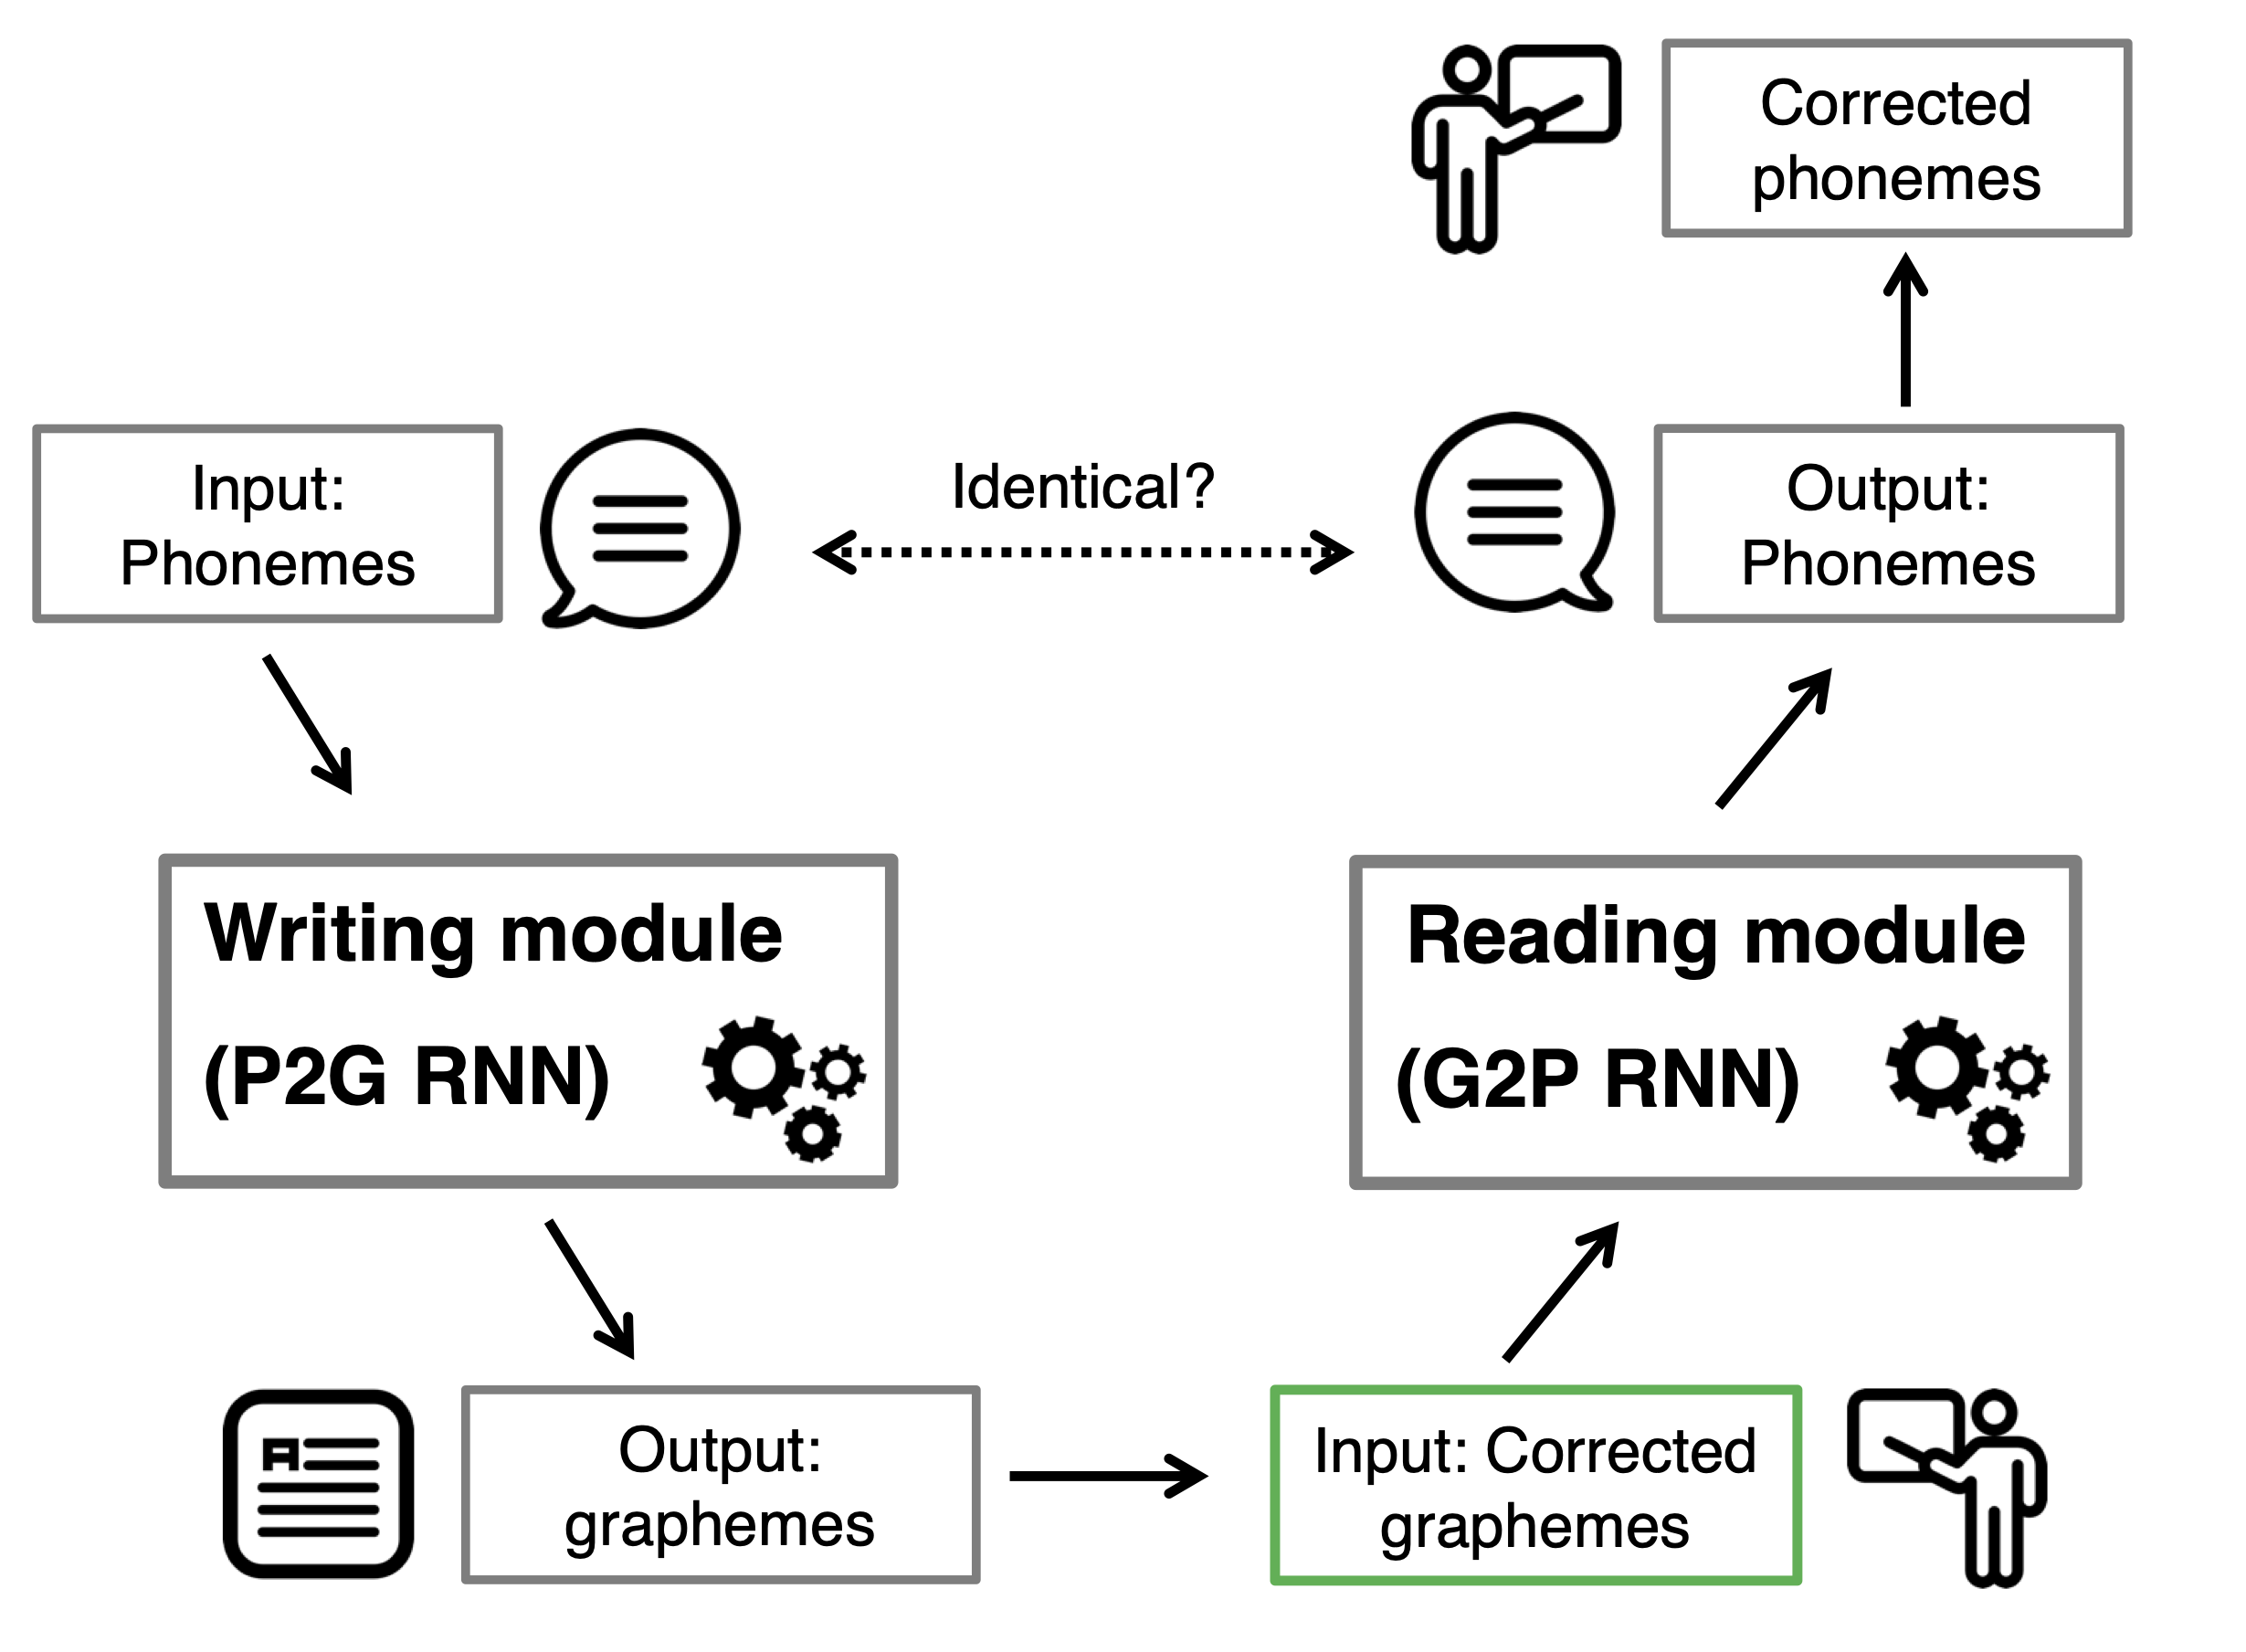 Corrected
phonemes
Input:
Phonemes
Identical?
Output:
Phonemes
Writing module
(P2G RNN)
Reading module
(G2P RNN)
Output:
graphemes
Input: Corrected
graphemes